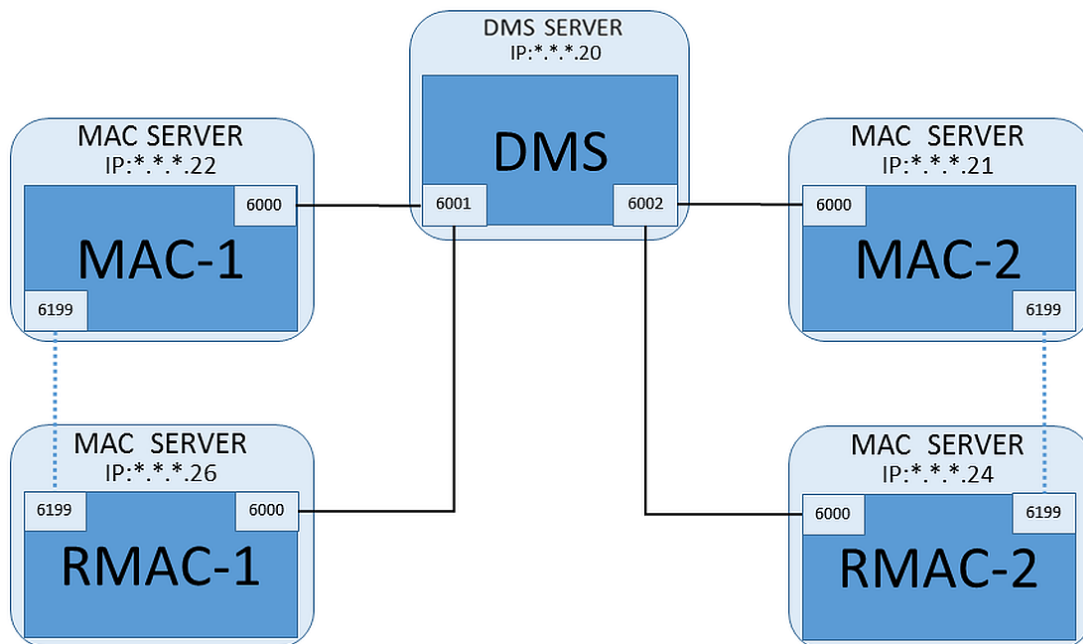 DMS SERVER
IP:*.*.*.20
DMS
6001
6002
MAC SERVER
IP:*.*.*.22
6000
MAC-1
6199
MAC SERVER
IP:*.*.*.21
6000
MAC-2
6199
MAC SERVER
IP:*.*.*.26
6199
6000
RMAC-1
MAC SERVER
IP:*.*.*.24
6000
6199
RMAC-2